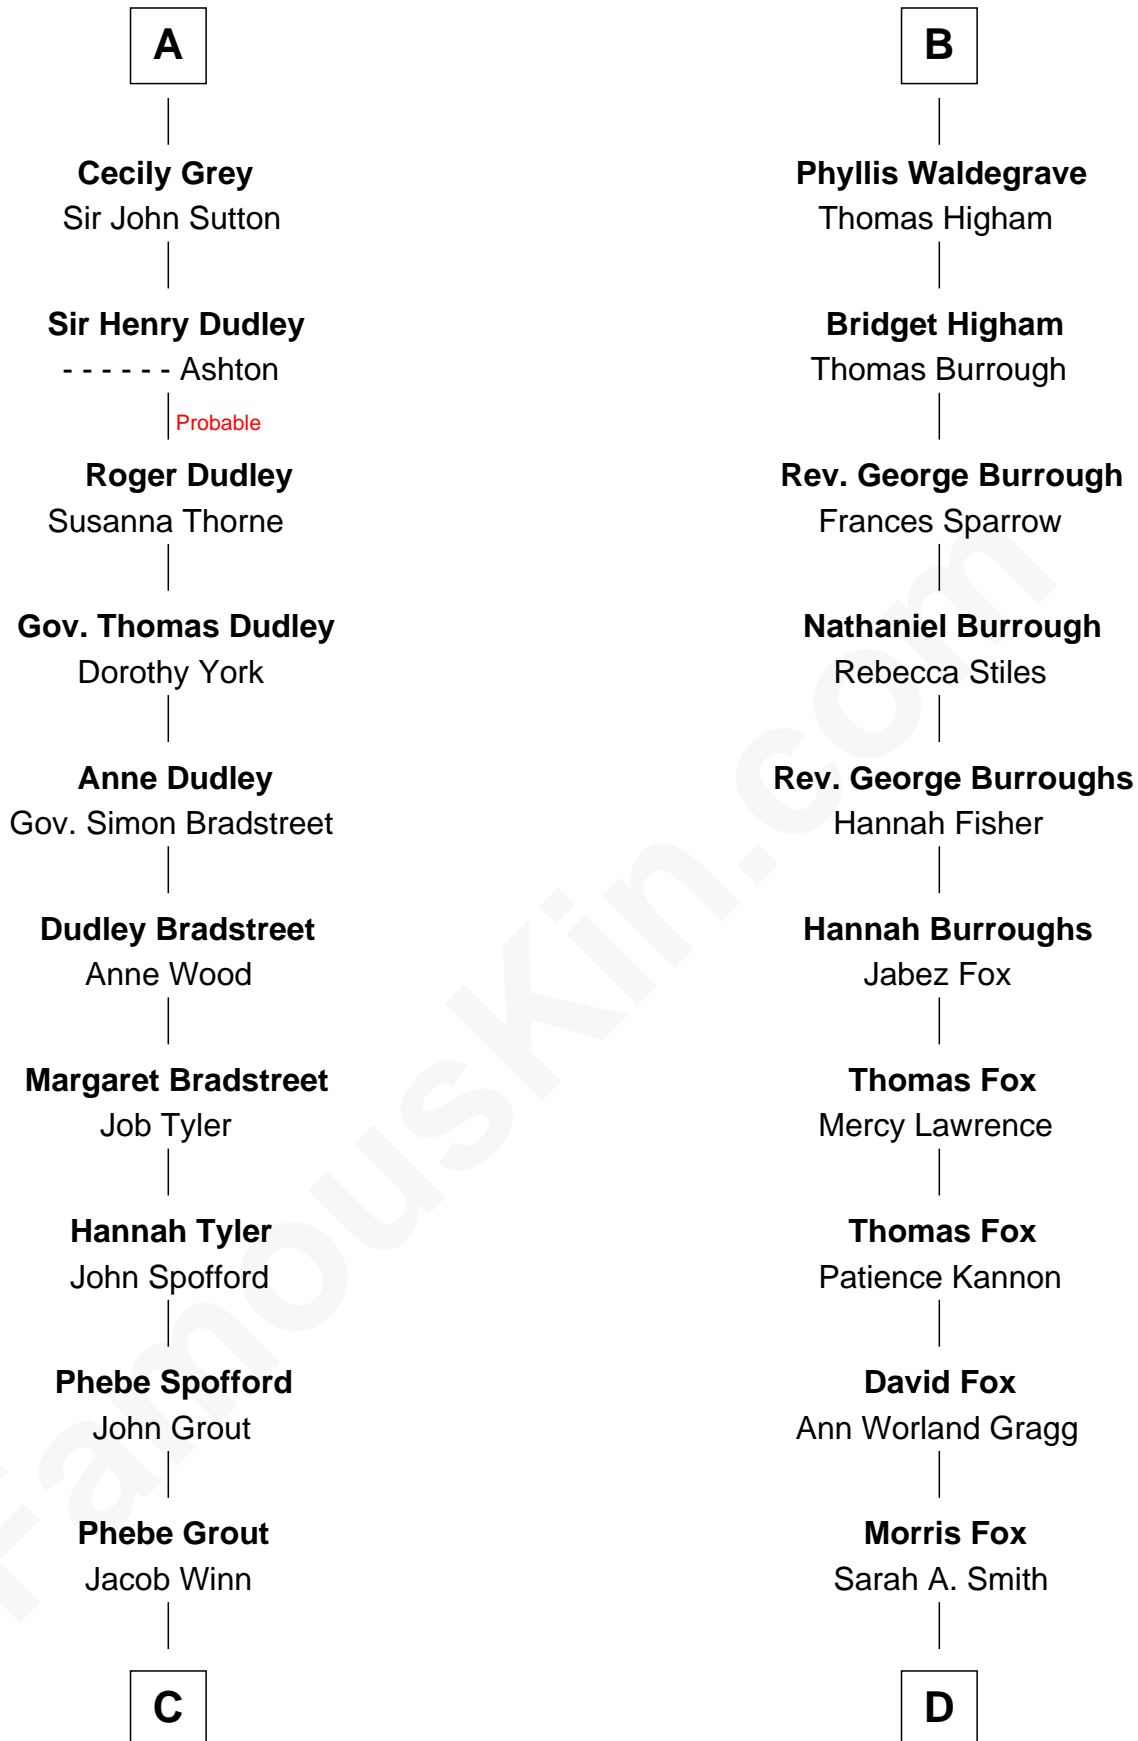 A
Cecily Grey
Sir John Sutton
Sir Henry Dudley
- - - - - - Ashton
Probable
Roger Dudley
Susanna Thorne
Gov. Thomas Dudley
Dorothy York
Anne Dudley
Gov. Simon Bradstreet
Dudley Bradstreet
Anne Wood
Margaret Bradstreet
Job Tyler
Hannah Tyler
John Spofford
Phebe Spofford
John Grout
Phebe Grout
Jacob Winn
C
B
Phyllis Waldegrave
Thomas Higham
Bridget Higham
Thomas Burrough
Rev. George Burrough
Frances Sparrow
Nathaniel Burrough
Rebecca Stiles
Rev. George Burroughs
Hannah Fisher
Hannah Burroughs
Jabez Fox
Thomas Fox
Mercy Lawrence
Thomas Fox
Patience Kannon
David Fox
Ann Worland Gragg
Morris Fox
Sarah A. Smith
D
FamousKin.com